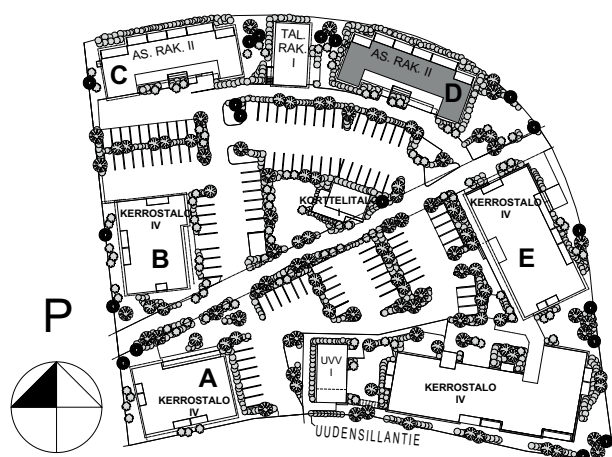 TAL.
RAK.
I
AS. RAK. II
C
AS. RAK. II
D
KORTTELITALO
I
KERROSTALO
IV
B
KERROSTALO
IV
E
P
A
KERROSTALO
IV
UVV
I
KERROSTALO
IV
UUDENSILLANTIE